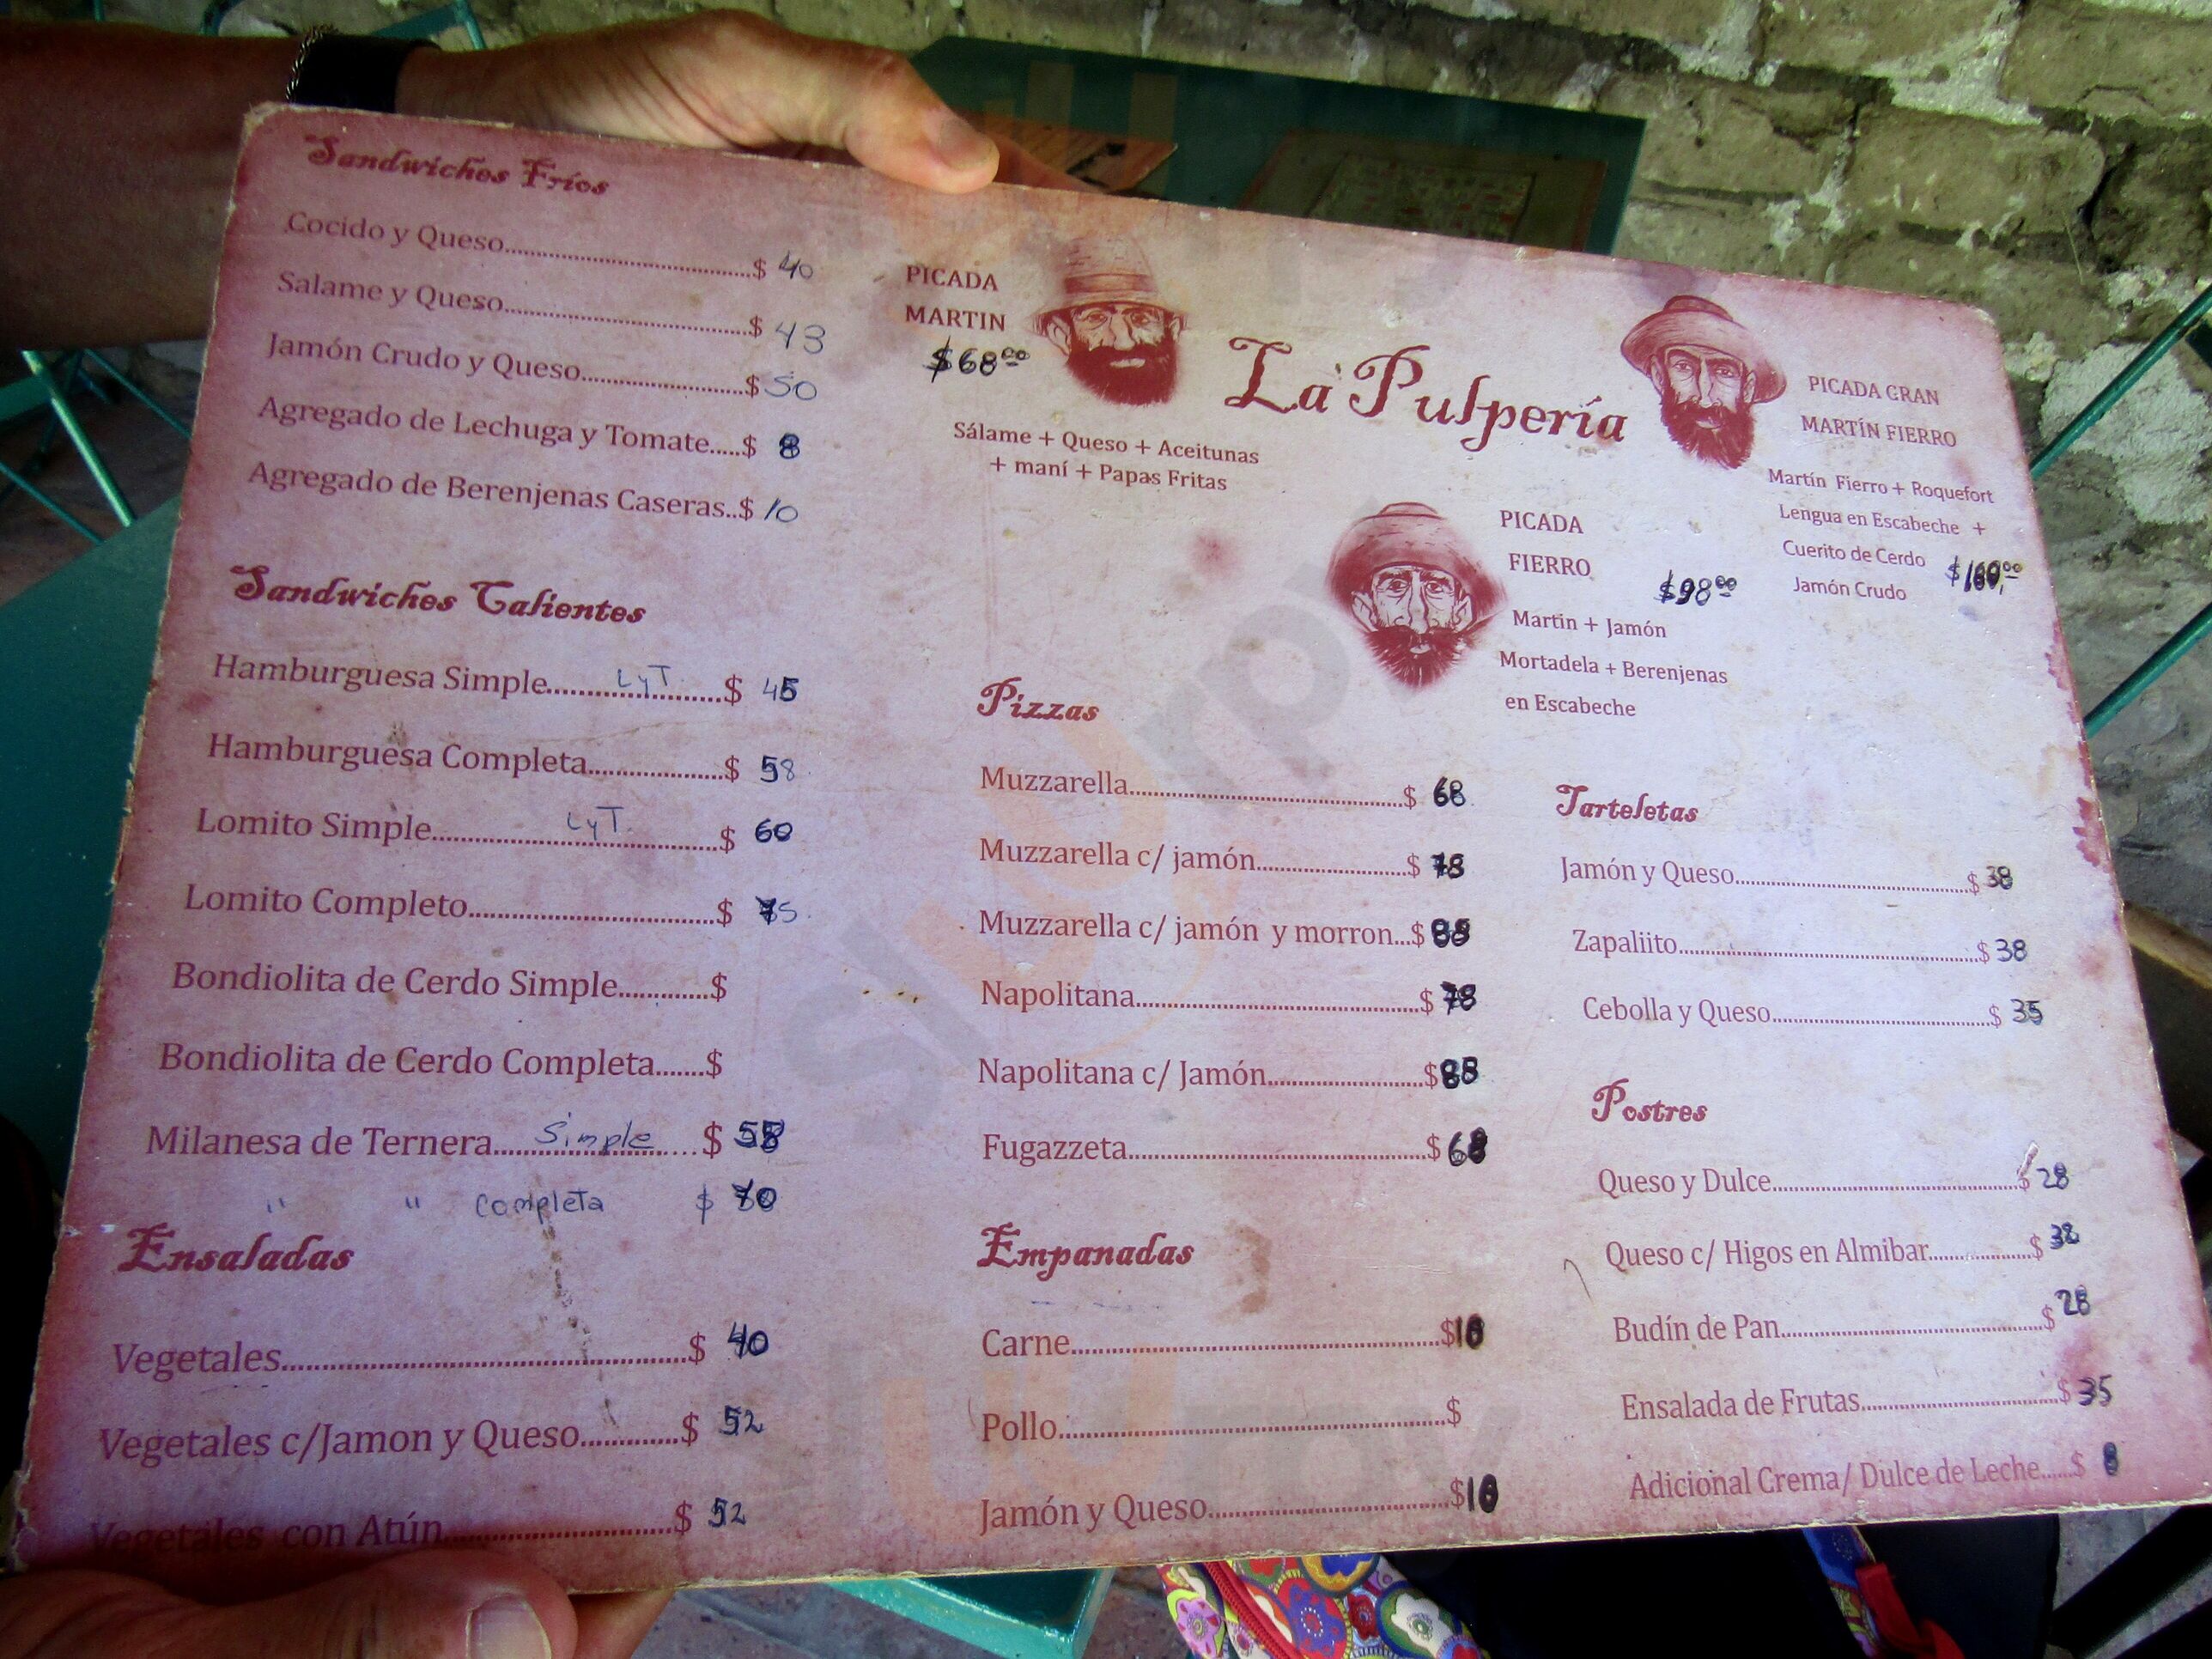 Sandwiches Fríos
Cocido y Queso..............................$ 40
Salame y Queso..............................$ 43
Jamón Crudo y Queso....................$ 50
Agregado de Lechuga y Tomate.....$ 8
Agregado de Berenjenas Caseras..$ 10
Sandwiches Calientes
Hamburguesa Simple........LyT........$ 45
Hamburguesa Completa.................$ 58
Lomito Simple................LyT..........$ 60
Lomito Completo..............................$ 75
Bondiolita de Cerdo Simple...........$
Bondiolita de Cerdo Completa.......$
Milanesa de Ternera.....Simple.....$ 58
" " completa $
Ensaladas
Vegetales...............................................$ 40
Vegetales c/Jamon y Queso............$ 52
Vegetales con Atún..........................$ 52
PICADA
MARTIN
$68⁰⁰
Sálame + Queso + Aceitunas
+ maní + Papas Fritas
La Pulpería
PICADA
FIERRO
$98⁰⁰
Martin + Jamón
Mortadela + Berenjenas
en Escabeche
PICADA GRAN
MARTÍN FIERRO
Martín Fierro + Roquefort
Lengua en Escabeche +
Cuerito de Cerdo
Jamón Crudo
Pizzas
Muzzarella.......................................$ 68
Muzzarella c/ jamón.....................$ 78
Muzzarella c/ jamón y morron...$ 88
Napolitana........................................$ 78
Napolitana c/ Jamón......................$88
Fugazzeta..........................................$68
Empanadas
Carne....................................................$
Pollo.....................................................$
Jamón y Queso..................................$
Tarteletas
Jamón y Queso...................................$ 38
Zapaliito.............................................$ 38
Cebolla y Queso................................$ 35
Postres
Queso y Dulce....................................$ 28
Queso c/ Higos en Almibar.............$ 38
Budín de Pan.....................................$ 28
Ensalada de Frutas...........................$ 35
Adicional Crema/ Dulce de Leche.....$ 8